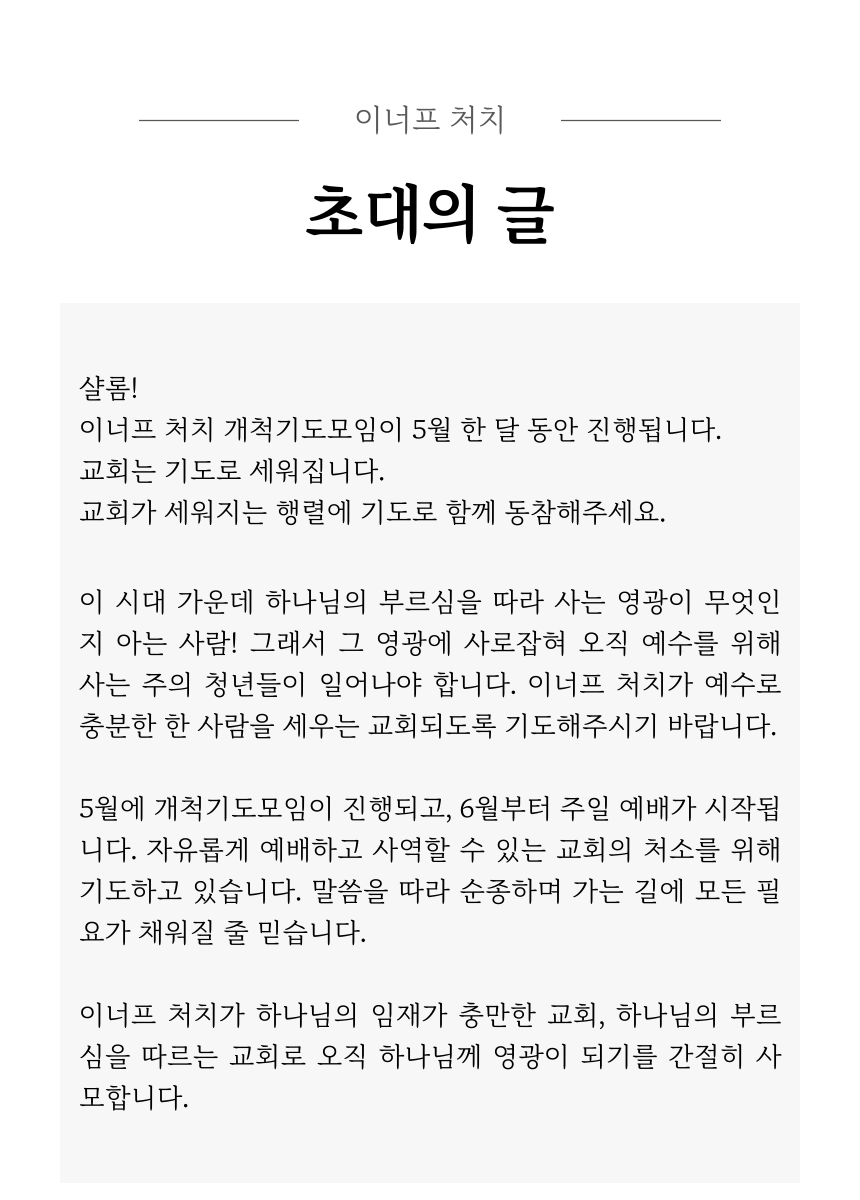 이너프 처치
초대의 글
샬롬!
이너프 처치 개척기도모임이 5월 한 달 동안 진행됩니다.
교회는 기도로 세워집니다.
교회가 세워지는 행렬에 기도로 함께 동참해주세요.
이 시대 가운데 하나님의 부르심을 따라 사는 영광이 무엇인
지 아는 사람! 그래서 그 영광에 사로잡혀 오직 예수를 위해
사는 주의 청년들이 일어나야 합니다. 이너프 처치가 예수로
충분한 한 사람을 세우는 교회되도록 기도해주시기 바랍니다.
5월에 개척기도모임이 진행되고, 6월부터 주일 예배가 시작됩
니다. 자유롭게 예배하고 사역할 수 있는 교회의 처소를 위해
기도하고 있습니다. 말씀을 따라 순종하며 가는 길에 모든 필
요가 채워질 줄 믿습니다.
이너프 처치가 하나님의 임재가 충만한 교회, 하나님의 부르
심을 따르는 교회로 오직 하나님께 영광이 되기를 간절히 사
모합니다.